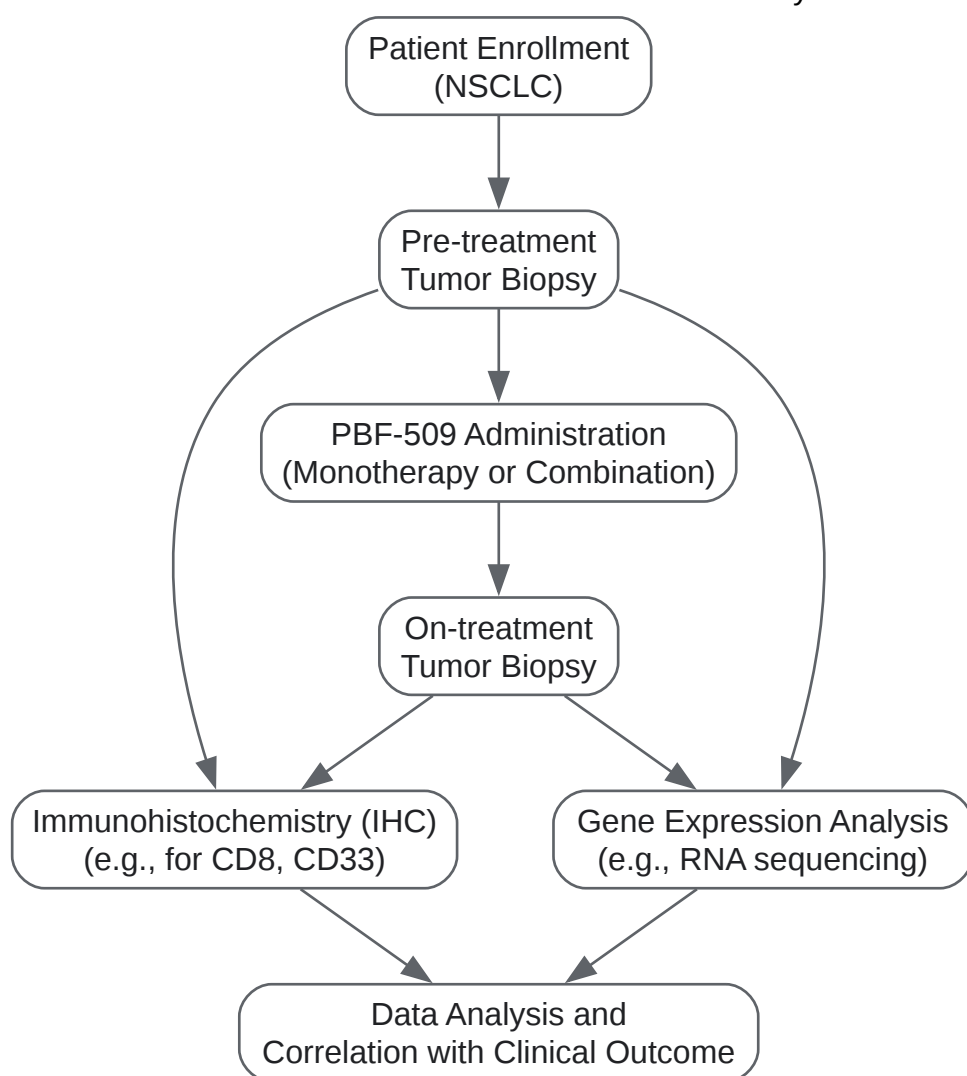 Patient Enrollment
(NSCLC)
Pre-treatment
Tumor Biopsy
PBF-509 Administration
(Monotherapy or Combination)
On-treatment
Tumor Biopsy
Immunohistochemistry (IHC)
(e.g., for CD8, CD33)
Gene Expression Analysis
(e.g., RNA sequencing)
Data Analysis and
Correlation with Clinical Outcome